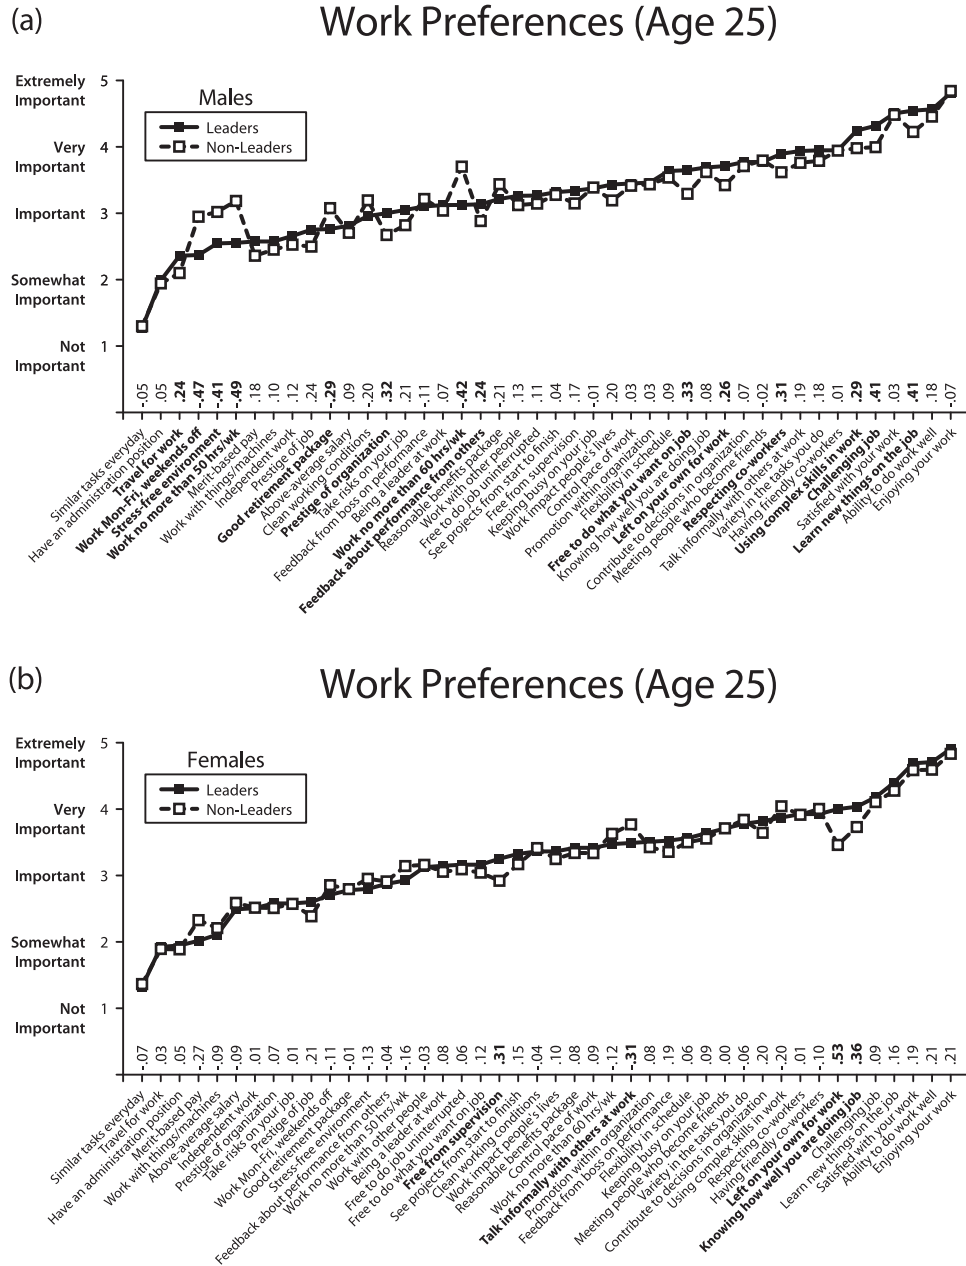 (a)
Work Preferences (Age 25)
Extremely
Important
5
Very
Important
4
Important
3
Somewhat
Important
2
Not
Important
1
Males
Leaders
Non-Leaders
-.05
.05
.24
-.47
-.41
-.49
.18
.10
.12
.24
-.29
.09
-.20
.32
.21
-.11
.07
-.42
.24
-.21
.13
.11
.04
.17
-.01
.20
.03
.03
.09
.33
.08
.26
.07
-.02
.31
.19
.18
.01
.29
.41
.03
.41
.18
-.07
Similar tasks everyday
Have an administration position
Travel for work
Work Mon-Fri, weekends off
Stress-free environment
Work no more than 50 hrs/wk
Merit-based pay
Work with things/machines
Independent work
Prestige of job
Good retirement package
Above-average salary
Clean working conditions
Prestige of organization
Take risks on your job
Feedback from boss on performance
Being a leader at work
Work no more than 60 hrs/wk
Feedback about performance from others
Reasonable benefits package
Work with other people
Free to do job uninterrupted
See projects from start to finish
Free from supervision
Keeping busy on your job
Work impact people's lives
Control pace of work
Promotion with organization
Flexibility in schedule
Free to do what you want on job
Knowing how well you are doing job
Left on your own for work
Contribute to decisions in organization
Meeting people who become friends
Respecting co-workers
Talk informally with others at work
Variety in the tasks you do
Having friendly co-workers
Using complex skills in work
Challenging job
Satisfied with your work
Learn new things on the job
Ability to do work well
Enjoying your work
(b)
Work Preferences (Age 25)
Extremely
Important
5
Very
Important
4
Important
3
Somewhat
Important
2
Not
Important
1
Females
Leaders
Non-Leaders
-.07
.03
.05
-.27
-.09
-.09
.01
.07
.01
.21
-.11
-.01
-.13
-.04
-.16
-.03
.08
.06
.12
.31
.15
-.04
.10
.08
.09
-.12
-.31
.08
.19
.06
.09
.00
-.06
.20
-.20
.01
-.10
.53
.36
.09
.16
.19
.21
.21
Similar tasks everyday
Travel for work
Have an administration position
Merit-based pay
Work with things/machines
Above-average salary
Independent work
Prestige of organization
Take risks on your job
Prestige of job
Work Mon-Fri, weekends off
Good retirement package
Stress-free environment
Feedback about performance from others
Work no more than 50 hrs/wk
Work with other people
Being a leader at work
Free to do job uninterrupted
Free to do what you want on job
Free from supervision
See projects from start to finish
Clean working conditions
Work impact people's lives
Reasonable benefits package
Control pace of work
Work no more than 60 hrs/wk
Talk informally with others at work
Promotion with organization
Feedback from boss on performance
Flexibility in schedule
Keeping busy on your job
Meeting people who become friends
Variety in the tasks you do
Contribute to decisions in organization
Using complex skills in work
Respecting co-workers
Having friendly co-workers
Left on your own for work
Knowing how well you are doing job
Challenging job
Learn new things on the job
Satisfied with your work
Ability to do work well
Enjoying your work